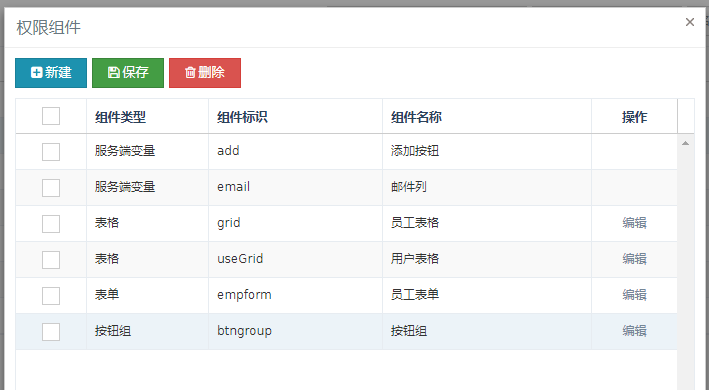 权限组件
新建 保存 删除
组件类型 组件标识 组件名称 操作
服务端变量 add 添加按钮
服务端变量 email 邮件列
表格 grid 员工表格 编辑
表格 useGrid 用户表格 编辑
表单 empform 员工表单 编辑
按钮组 btngroup 按钮组 编辑